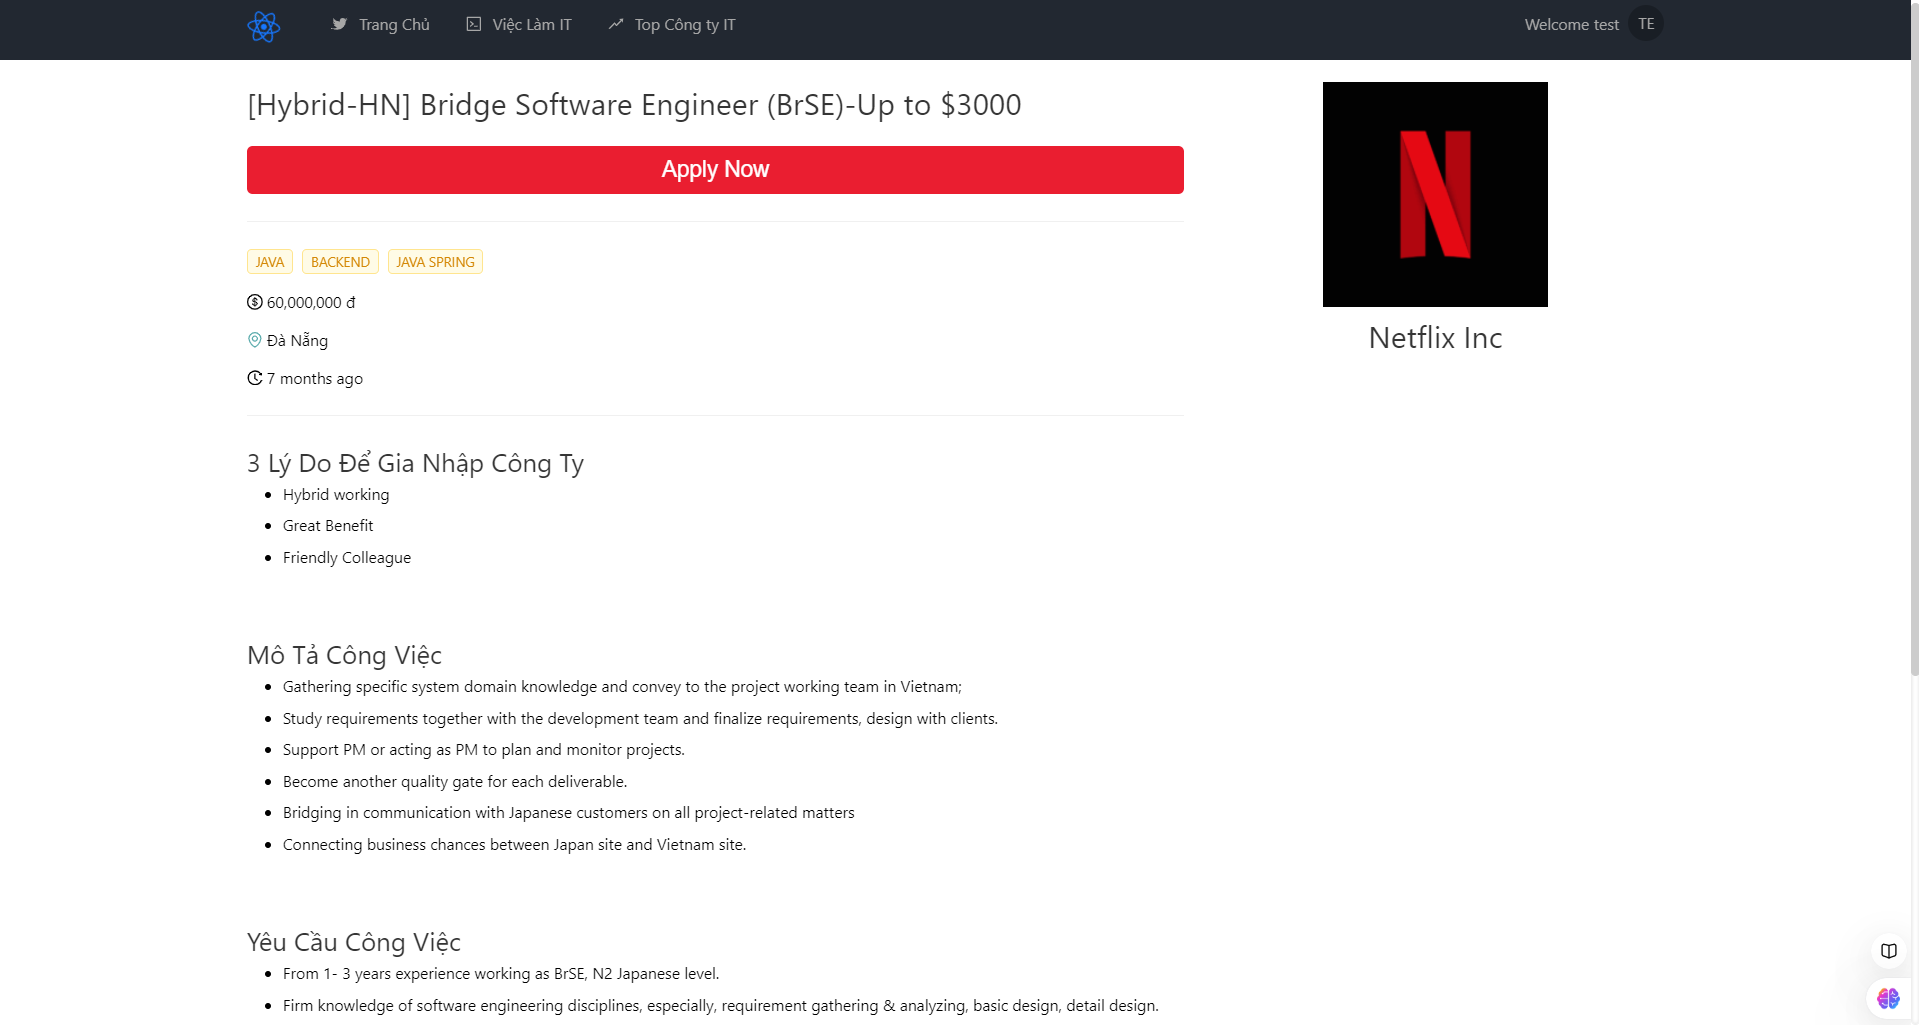 Trang Chủ
Việc Làm IT
Top Công ty IT
Welcome test
TE
[Hybrid-HN] Bridge Software Engineer (BrSE)-Up to $3000
Apply Now
JAVA
BACKEND
JAVA SPRING
60,000,000 đ
Đà Nẵng
7 months ago
N
Netflix Inc
3 Lý Do Để Gia Nhập Công Ty
Hybrid working
Great Benefit
Friendly Colleague
Mô Tả Công Việc
Gathering specific system domain knowledge and convey to the project working team in Vietnam;
Study requirements together with the development team and finalize requirements, design with clients.
Support PM or acting as PM to plan and monitor projects.
Become another quality gate for each deliverable.
Bridging in communication with Japanese customers on all project-related matters
Connecting business chances between Japan site and Vietnam site.
Yêu Cầu Công Việc
From 1- 3 years experience working as BrSE, N2 Japanese level.
Firm knowledge of software engineering disciplines, especially, requirement gathering & analyzing, basic design, detail design.